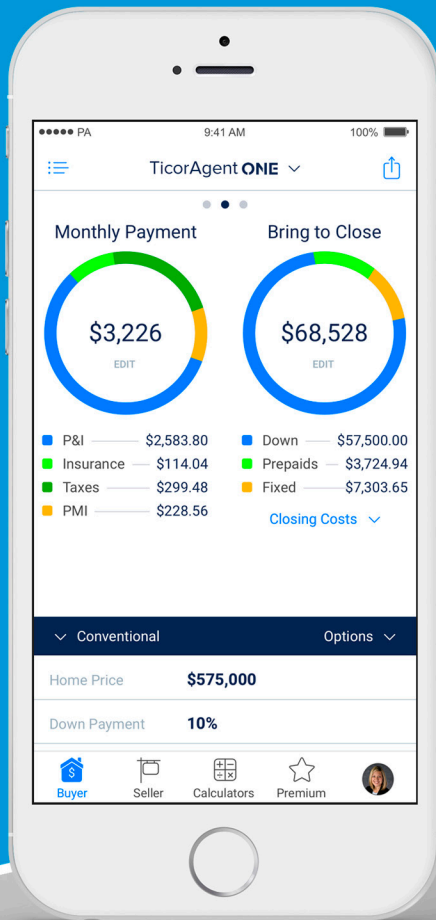 PA 9:41 AM 100%
TicorAgent ONE
Monthly Payment
Bring to Close
$3,226
EDIT
$68,528
EDIT
P&I $2,583.80
Insurance $114.04
Taxes $299.48
PMI $228.56
Down $57,500.00
Prepaids $3,724.94
Fixed $7,303.65
Closing Costs
Conventional Options
Home Price $575,000
Down Payment 10%
$
Buyer Seller Calculators Premium